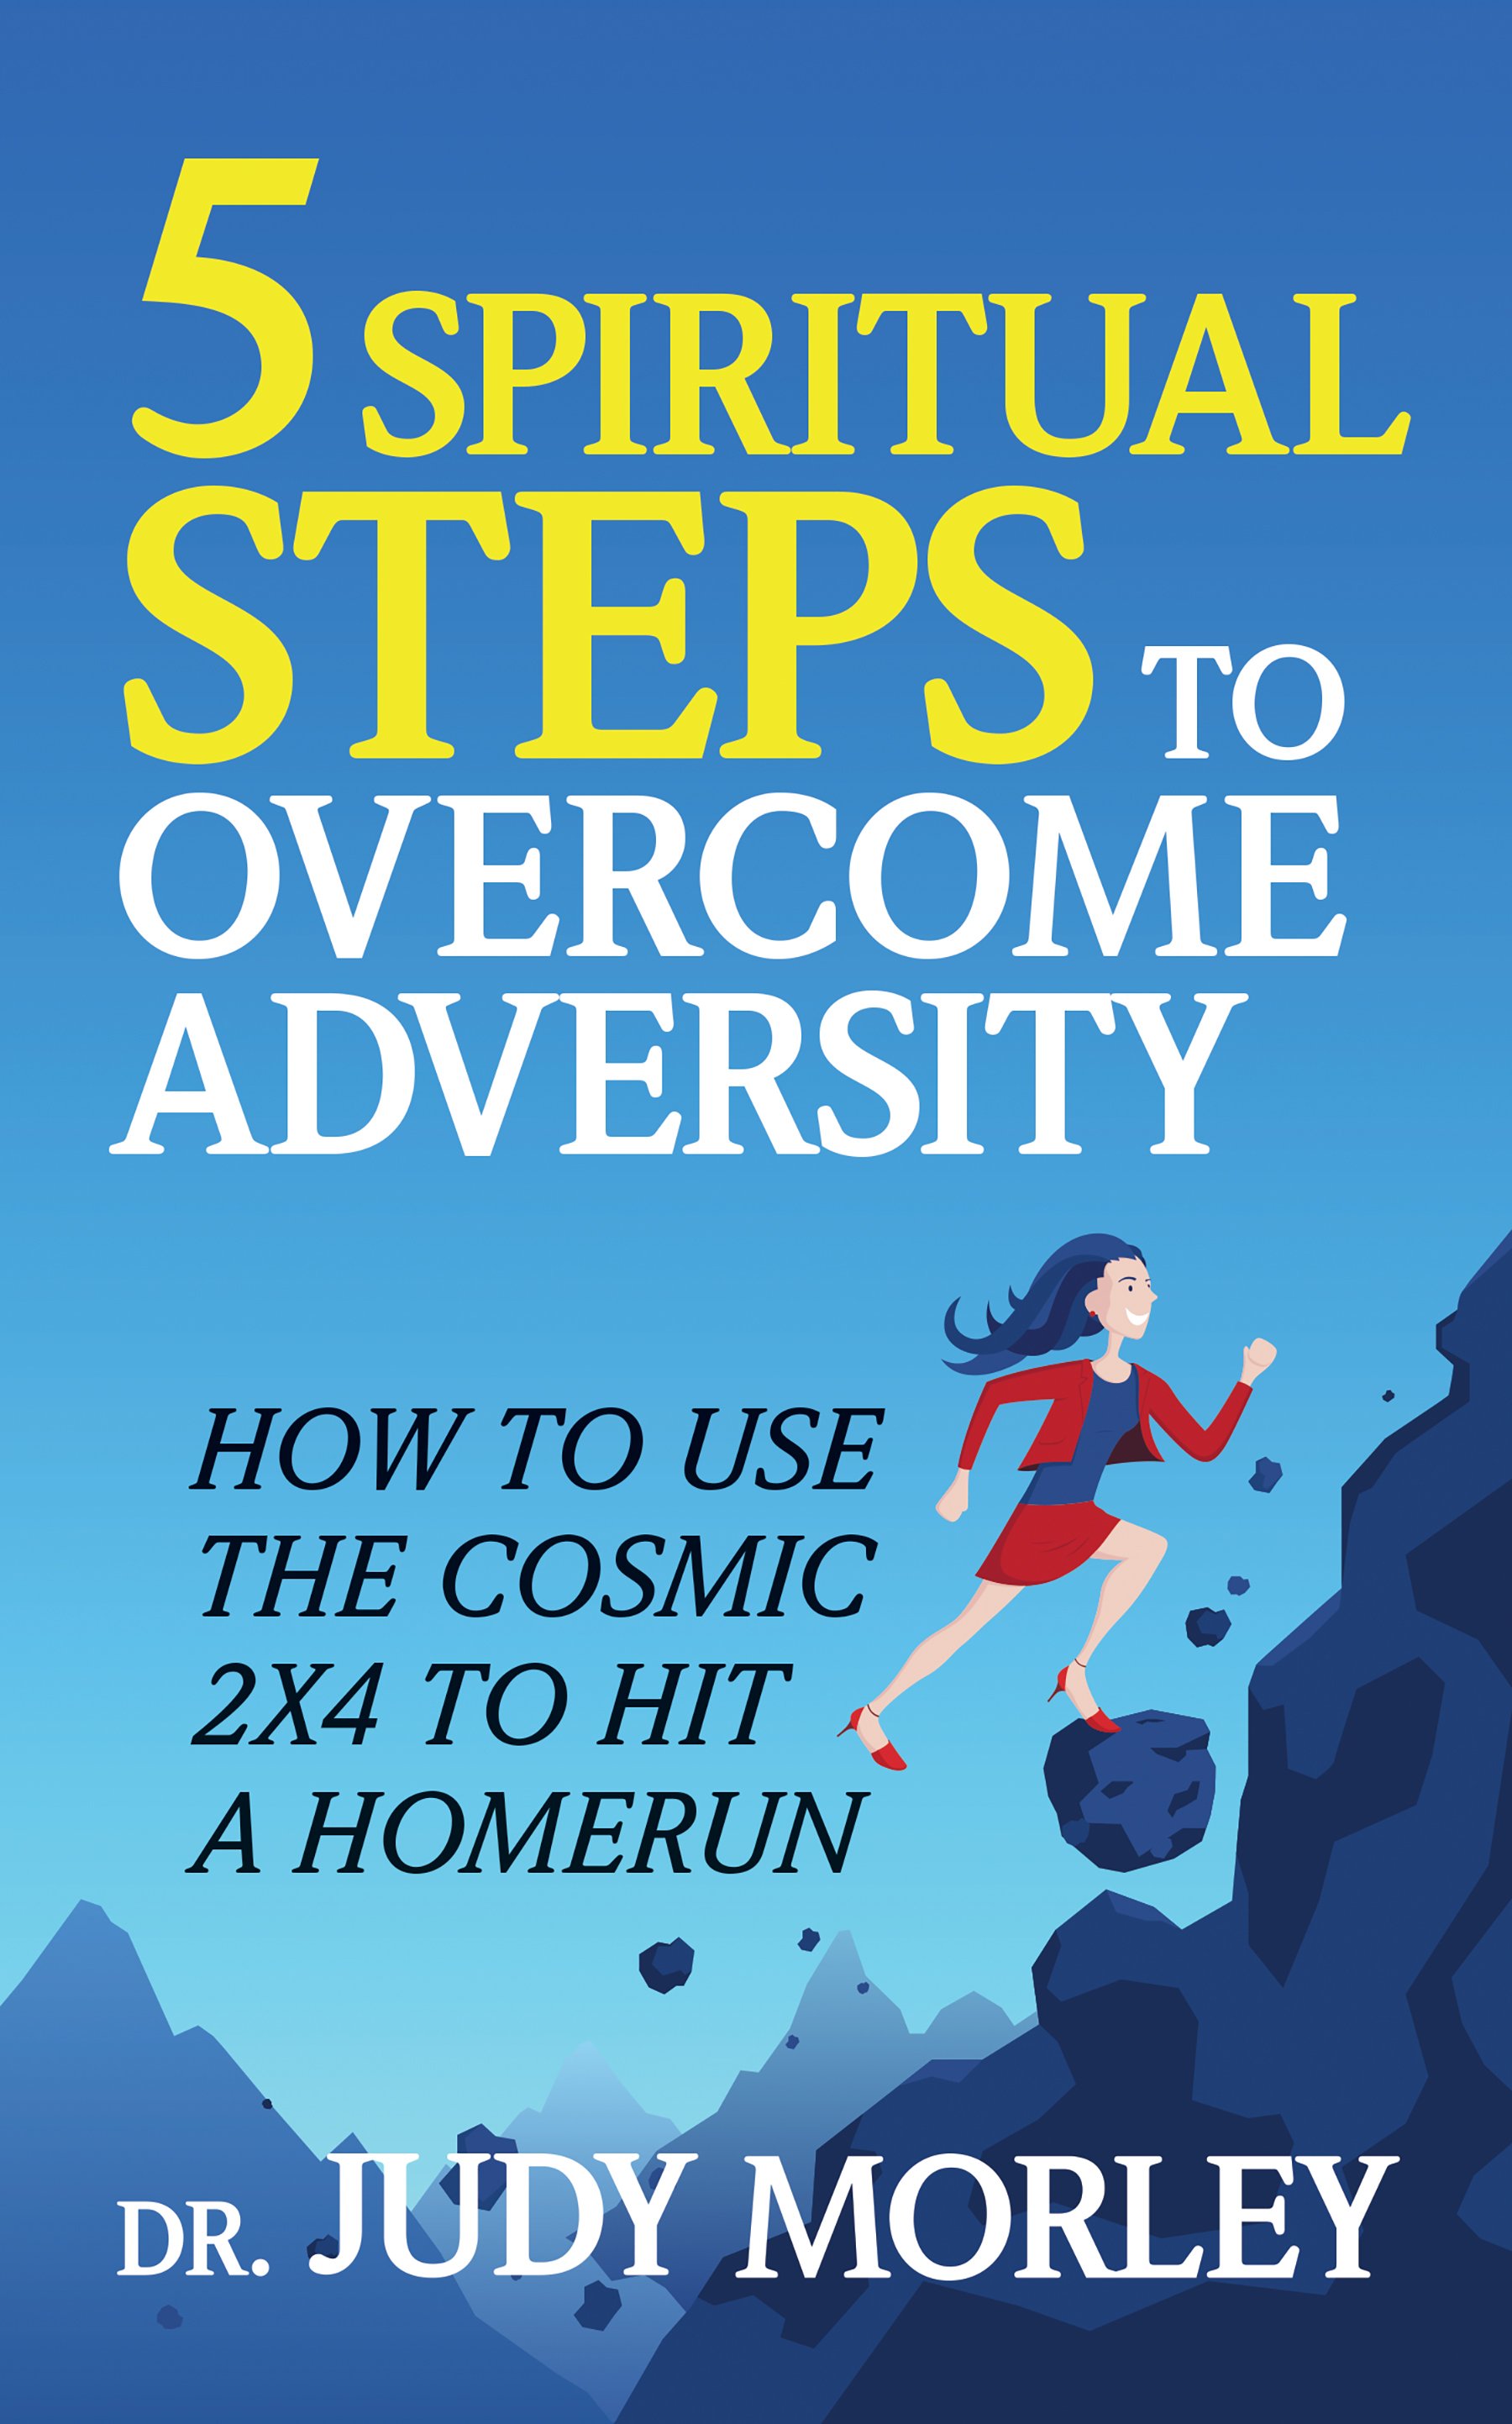 5 SPIRITUAL
STEPS TO
OVERCOME
ADVERSITY
HOW TO USE
THE COSMIC
2X4 TO HIT
A HOMERUN
DR. JUDY MORLEY